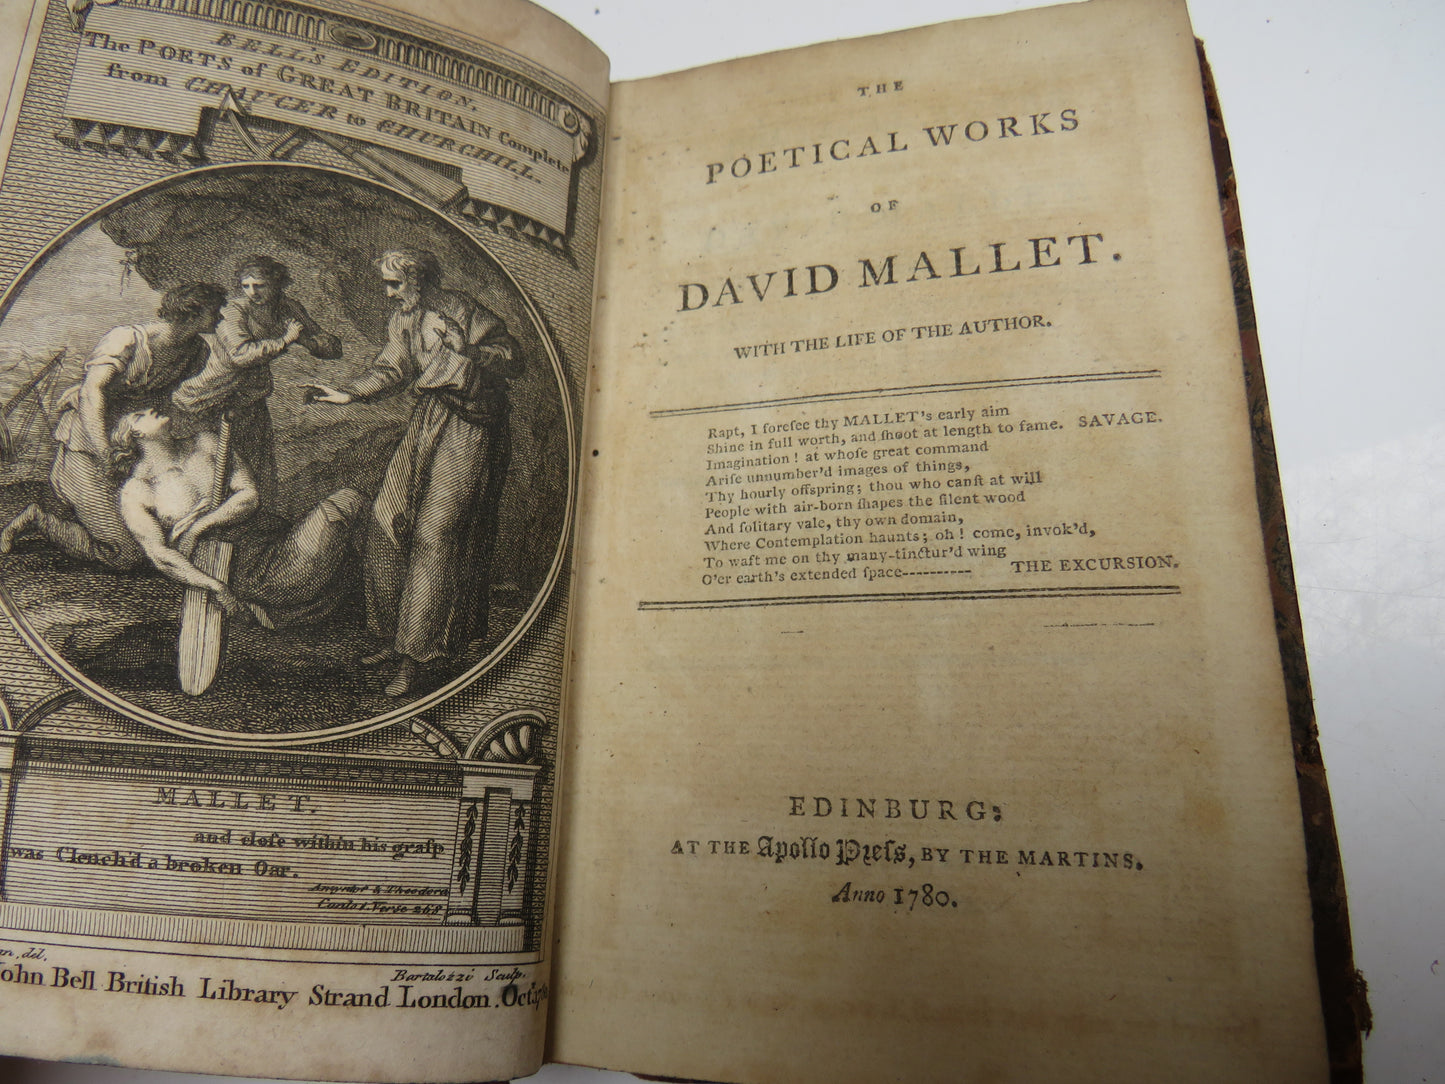 BELL'S EDITION.
The POETS of GREAT BRITAIN Complete
from CHAUCER to CHURCHILL.
MALLET.
and close within his graſp
was Clench'd a broken Oar.
Amyntor & Theodora
Canto 1. Verse 268
del.
Bartolozzi Sculp.
John Bell British Library Strand London. Oct.
THE
POETICAL WORKS
OF
DAVID MALLET.
WITH THE LIFE OF THE AUTHOR.
Rapt, I foreſee thy MALLET's early aim
Shine in full worth, and ſhoot at length to fame. SAVAGE.
Imagination! at whoſe great command
Ariſe unnumber'd images of things,
Thy hourly offspring; thou who canſt at will
People with air-born ſhapes the ſilent wood
And ſolitary vale, thy own domain,
Where Contemplation haunts; oh! come, invok'd,
To waft me on thy many-tinctur'd wing
O'er earth's extended ſpace---------- THE EXCURSION.
EDINBURG:
AT THE Apollo Preſs, BY THE MARTINS.
Anno 1780.